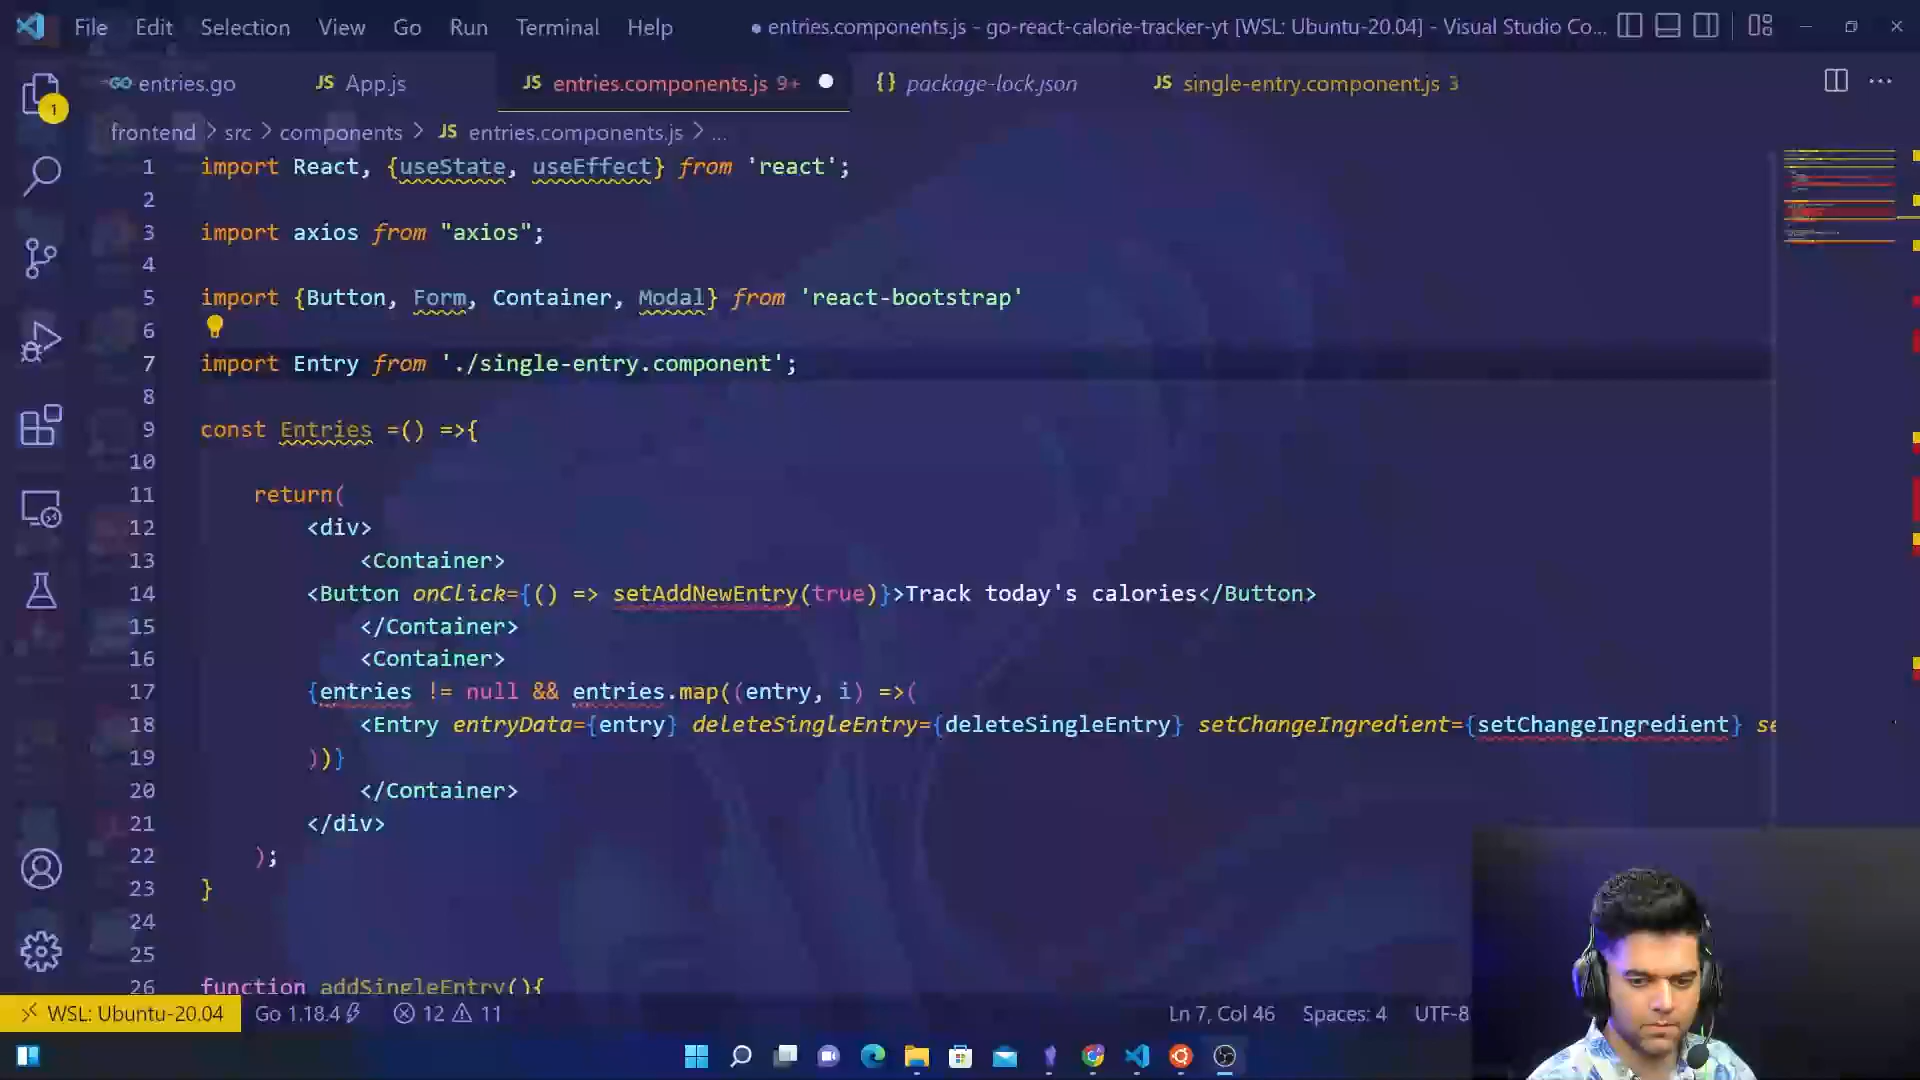 File Edit Selection View Go Run Terminal Help ● entries.components.js - go-react-calorie-tracker-yt [WSL: Ubuntu-20.04] - Visual Studio Co...
entries.go JS App.js JS entries.components.js 9+ {} package-lock.json JS single-entry.component.js 3
1
frontend > src > components > JS entries.components.js > ...
1 import React, {useState, useEffect} from 'react';
2
3 import axios from "axios";
4
5 import {Button, Form, Container, Modal} from 'react-bootstrap'
6
7 import Entry from './single-entry.component';
8
9 const Entries =() =>{
10
11 return(
12 <div>
13 <Container>
14 <Button onClick={() => setAddNewEntry(true)}>Track today's calories</Button>
15 </Container>
16 <Container>
17 {entries != null && entries.map((entry, i) =>(
18 <Entry entryData={entry} deleteSingleEntry={deleteSingleEntry} setChangeIngredient={setChangeIngredient} se
19 ))}
20 </Container>
21 </div>
22 );
23 }
24
25
26 function addSingleEntry(){
WSL: Ubuntu-20.04 Go 1.18.4 12 11 Ln 7, Col 46 Spaces: 4 UTF-8